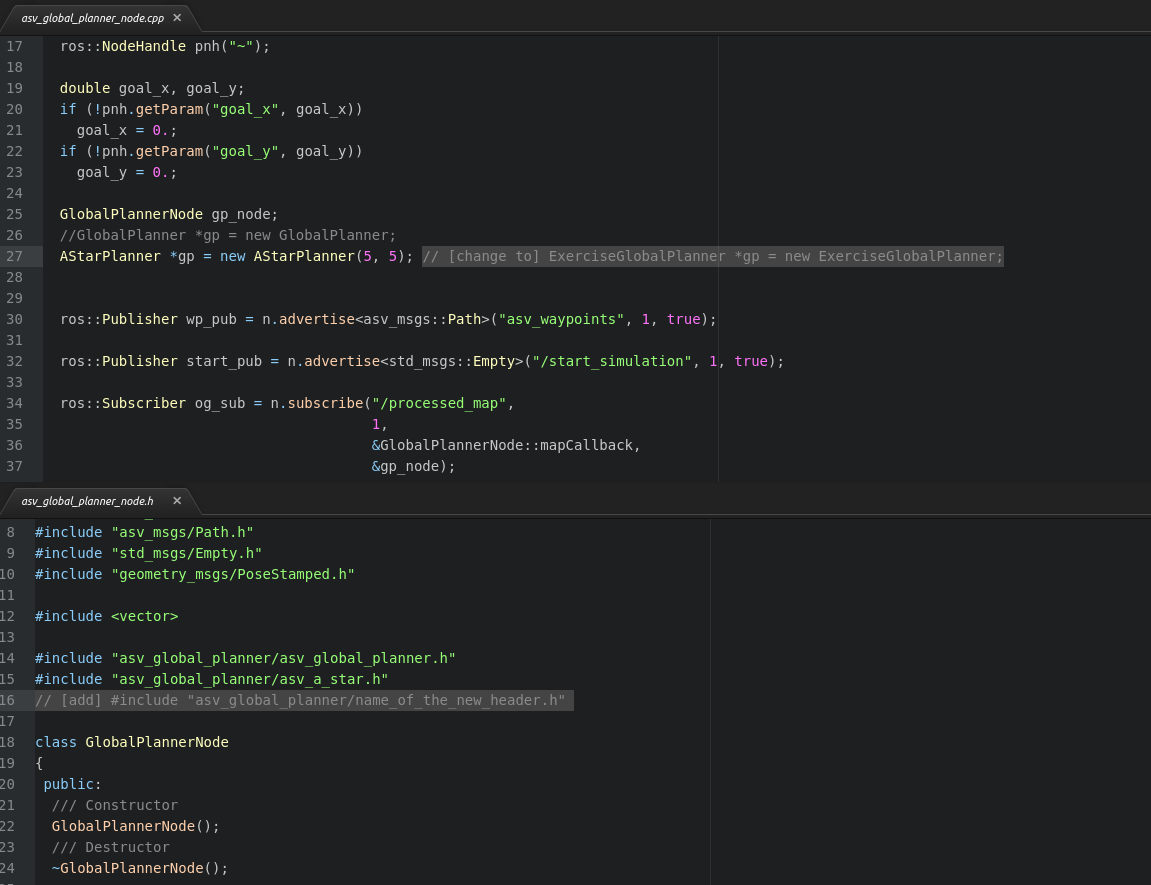 asv_global_planner_node.cpp ×
17 ros::NodeHandle pnh("~");
18
19 double goal_x, goal_y;
20 if (!pnh.getParam("goal_x", goal_x))
21 goal_x = 0.;
22 if (!pnh.getParam("goal_y", goal_y))
23 goal_y = 0.;
24
25 GlobalPlannerNode gp_node;
26 //GlobalPlanner *gp = new GlobalPlanner;
27 AStarPlanner *gp = new AStarPlanner(5, 5); // [change to] ExerciseGlobalPlanner *gp = new ExerciseGlobalPlanner;
28
29
30 ros::Publisher wp_pub = n.advertise<asv_msgs::Path>("asv_waypoints", 1, true);
31
32 ros::Publisher start_pub = n.advertise<std_msgs::Empty>("/start_simulation", 1, true);
33
34 ros::Subscriber og_sub = n.subscribe("/processed_map",
35 1,
36 &GlobalPlannerNode::mapCallback,
37 &gp_node);
asv_global_planner_node.h ×
8 #include "asv_msgs/Path.h"
9 #include "std_msgs/Empty.h"
10 #include "geometry_msgs/PoseStamped.h"
11
12 #include <vector>
13
14 #include "asv_global_planner/asv_global_planner.h"
15 #include "asv_global_planner/asv_a_star.h"
16 // [add] #include "asv_global_planner/name_of_the_new_header.h"
17
18 class GlobalPlannerNode
19 {
20 public:
21 /// Constructor
22 GlobalPlannerNode();
23 /// Destructor
24 ~GlobalPlannerNode();